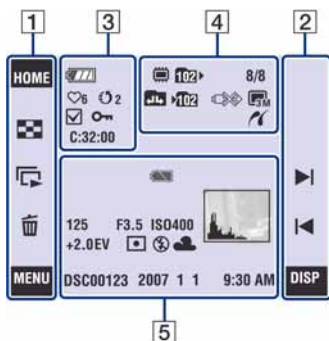 1 3 4 2
HOME
102 8/8
6 2
102 3M
C:32:00
125 F3.5 ISO400
+2.0EV
MENU DSC00123 2007 1 1 9:30 AM DISP
5